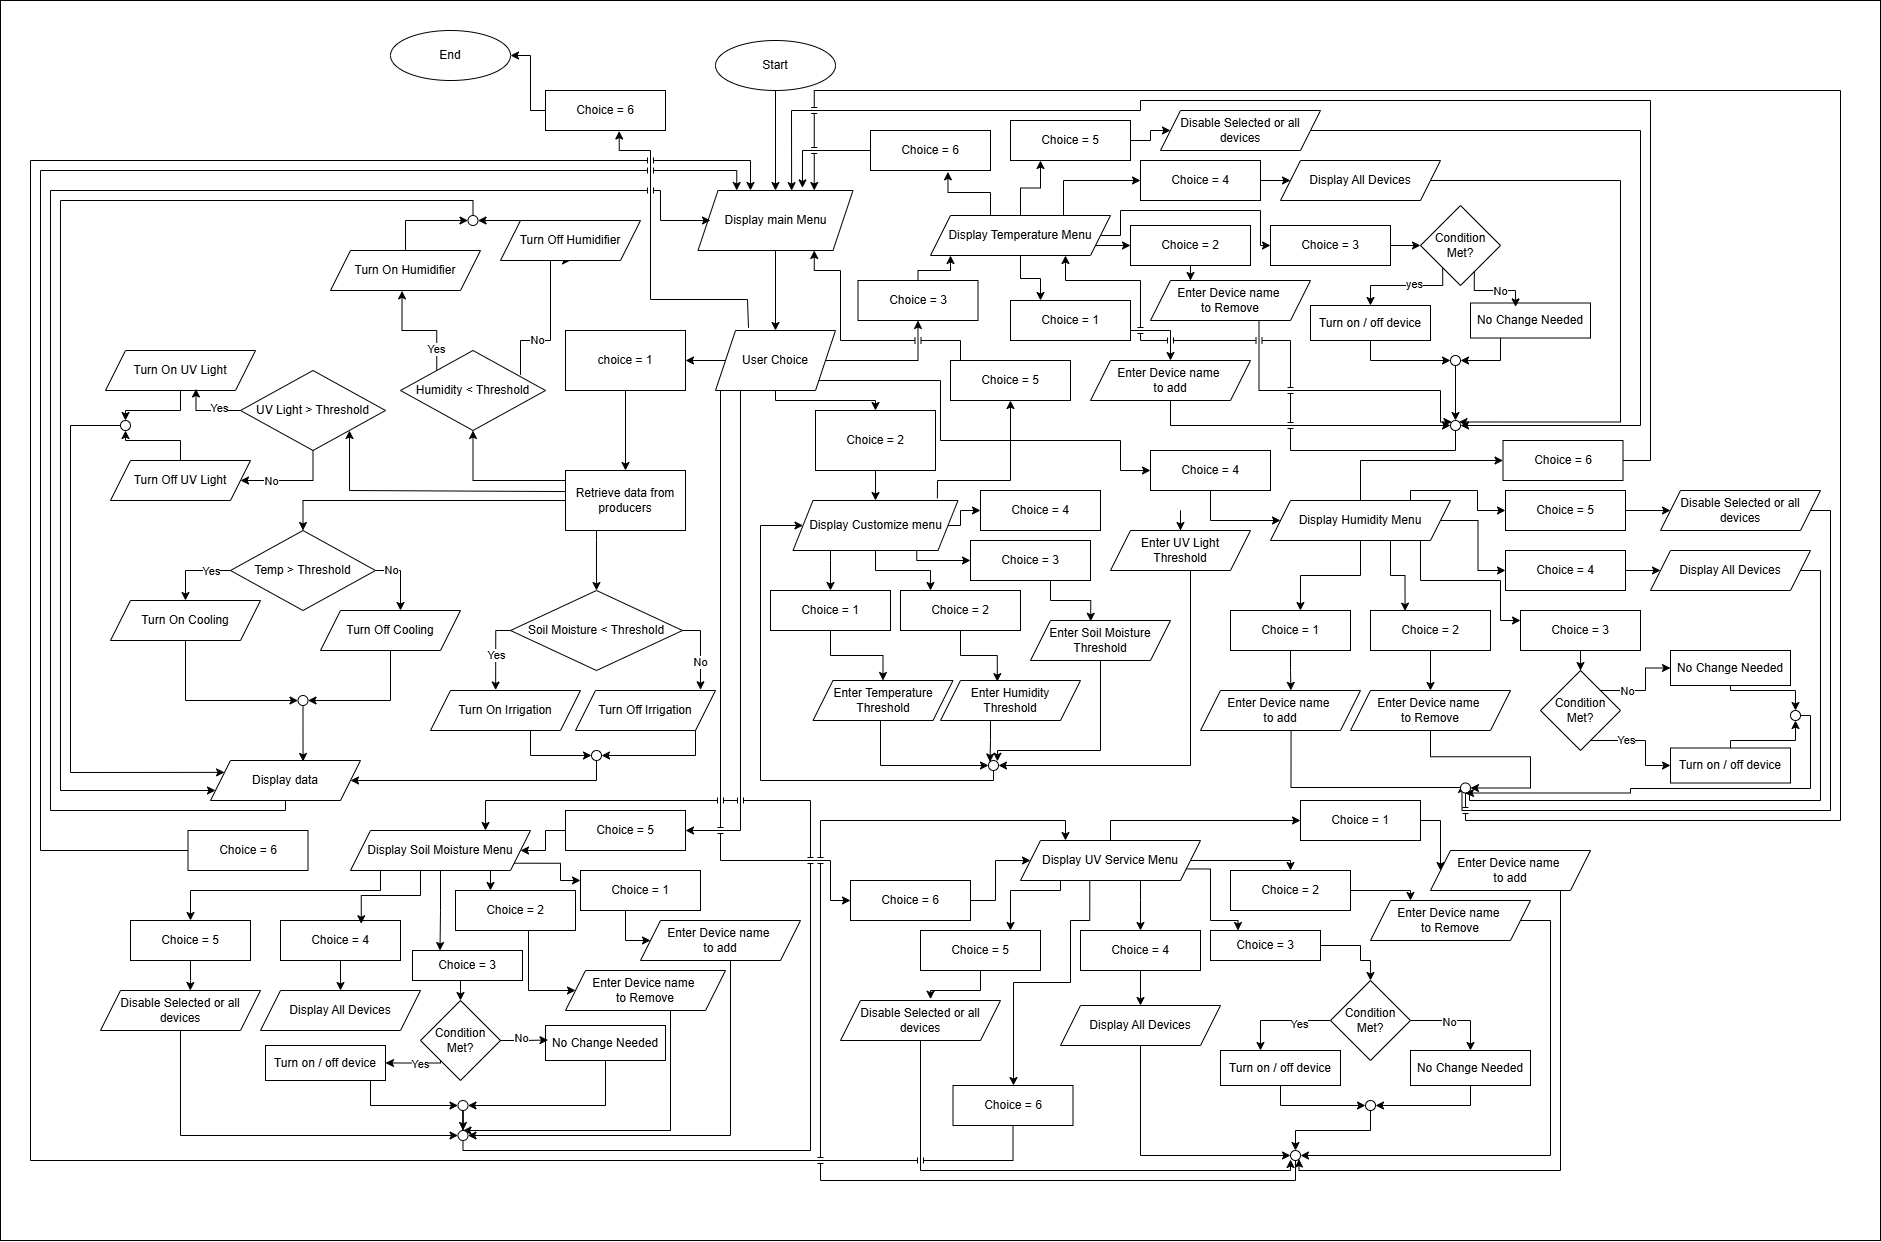 End
Start
Choice = 6
Choice = 5
Disable Selected or all
devices
Choice = 6
Choice = 4
Display All Devices
Display main Menu
Display Temperature Menu
Turn Off Humidifier
Turn On Humidifier
Choice = 2
Choice = 3
Condition
Met?
yes
No
Choice = 3
Enter Device name
to Remove
Choice = 1
Turn on / off device
No Change Needed
Yes
No
choice = 1
User Choice
Turn On UV Light
Humidity < Threshold
UV Light > Threshold
Yes
Choice = 5
Enter Device name
to add
Choice = 2
Choice = 4
Choice = 6
Turn Off UV Light
No
Retrieve data from
producers
Display Customize menu
Choice = 4
Display Humidity Menu
Choice = 5
Disable Selected or all
devices
Enter UV Light
Threshold
Choice = 3
Choice = 4
Display All Devices
Temp > Threshold
Yes
No
Turn On Cooling
Turn Off Cooling
Soil Moisture < Threshold
Yes
No
Choice = 1
Choice = 2
Enter Soil Moisture
Threshold
Choice = 1
Choice = 2
Choice = 3
No Change Needed
No
Condition
Met?
Yes
Turn on / off device
Turn On Irrigation
Turn Off Irrigation
Enter Temperature
Threshold
Enter Humidity
Threshold
Enter Device name
to add
Enter Device name
to Remove
Display data
Choice = 6
Display Soil Moisture Menu
Choice = 5
Choice = 1
Display UV Service Menu
Enter Device name
to add
Choice = 1
Choice = 2
Choice = 6
Choice = 2
Enter Device name
to Remove
Choice = 5
Choice = 4
Choice = 3
Enter Device name
to add
Choice = 5
Choice = 4
Choice = 3
Disable Selected or all
devices
Display All Devices
Enter Device name
to Remove
Condition
Met?
No
No Change Needed
Yes
Turn on / off device
Disable Selected or all
devices
Display All Devices
Condition
Met?
Yes
No
Turn on / off device
No Change Needed
Choice = 6